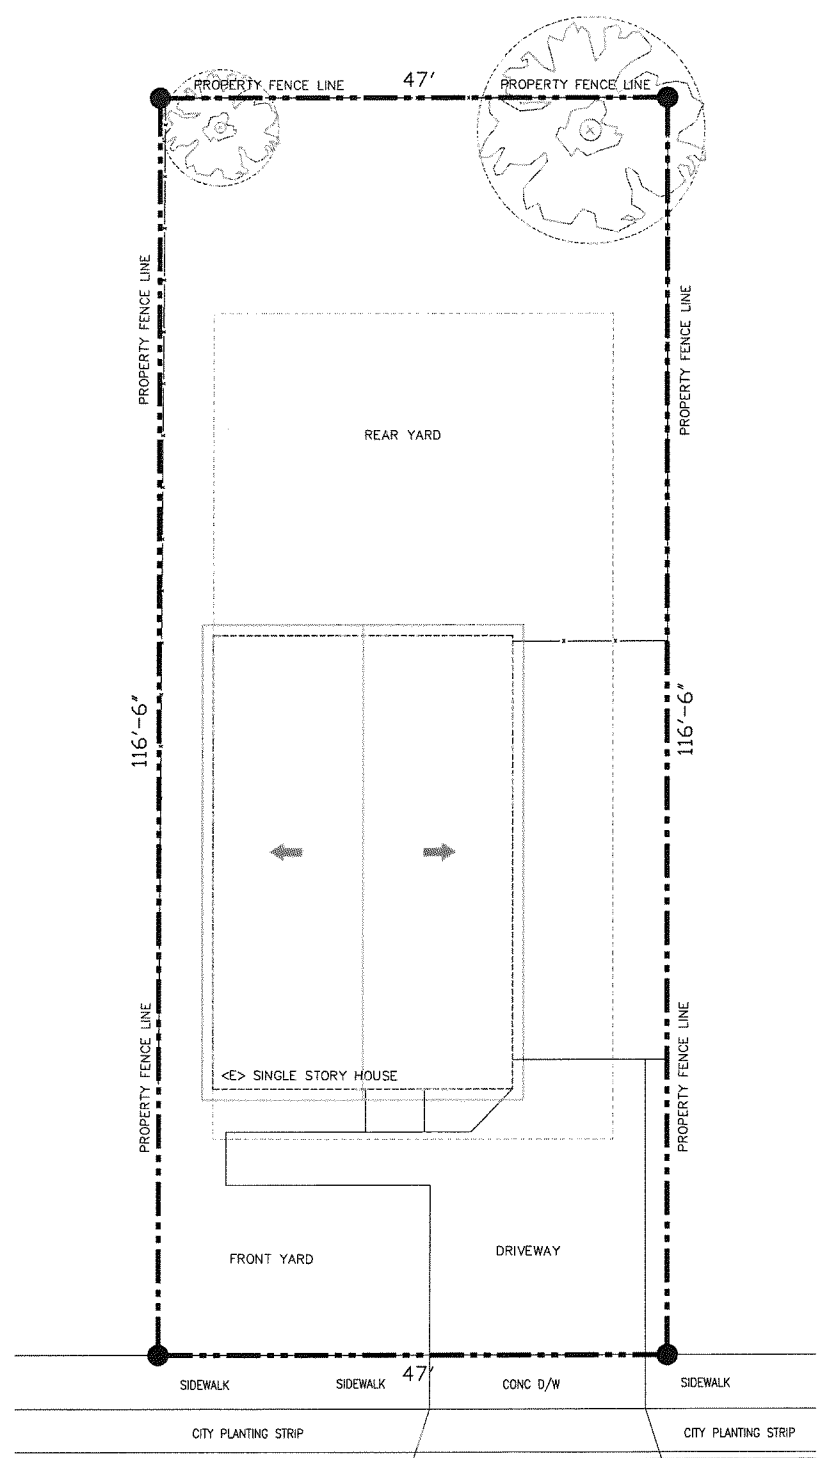 47'
PROPERTY FENCE LINE
PROPERTY FENCE LINE
PROPERTY FENCE LINE
PROPERTY FENCE LINE
REAR YARD
116'-6"
116'-6"
PROPERTY FENCE LINE
PROPERTY FENCE LINE
<E> SINGLE STORY HOUSE
FRONT YARD
DRIVEWAY
47'
SIDEWALK
SIDEWALK
CONC D/W
SIDEWALK
CITY PLANTING STRIP
CITY PLANTING STRIP